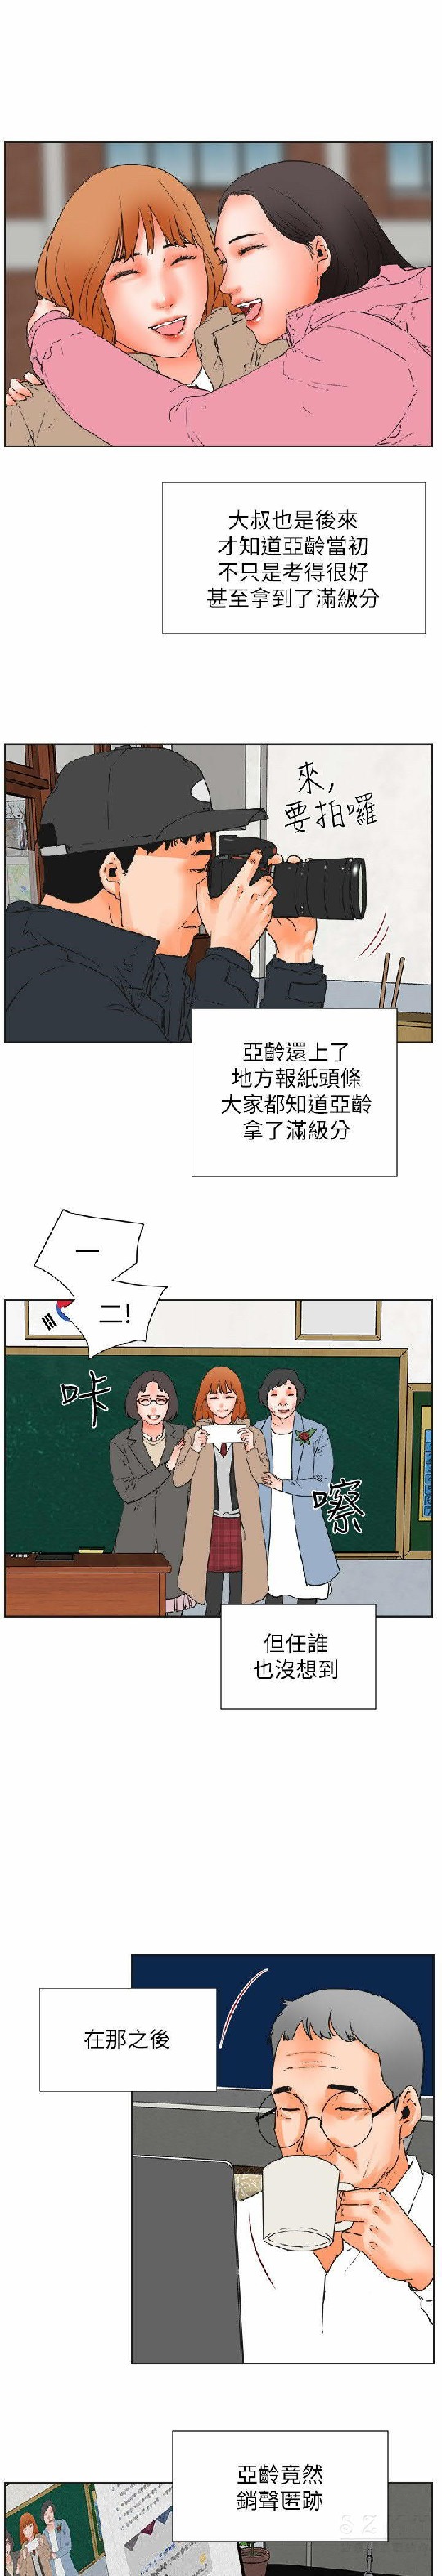 大叔也是後來
才知道亞齡當初
不只是考得很好
甚至拿到了滿級分
來,
要拍囉
亞齡還上了
地方報紙頭條
大家都知道亞齡
拿了滿級分
一
二!
咔
嚓
但任誰
也沒想到
在那之後
亞齡竟然
銷聲匿跡